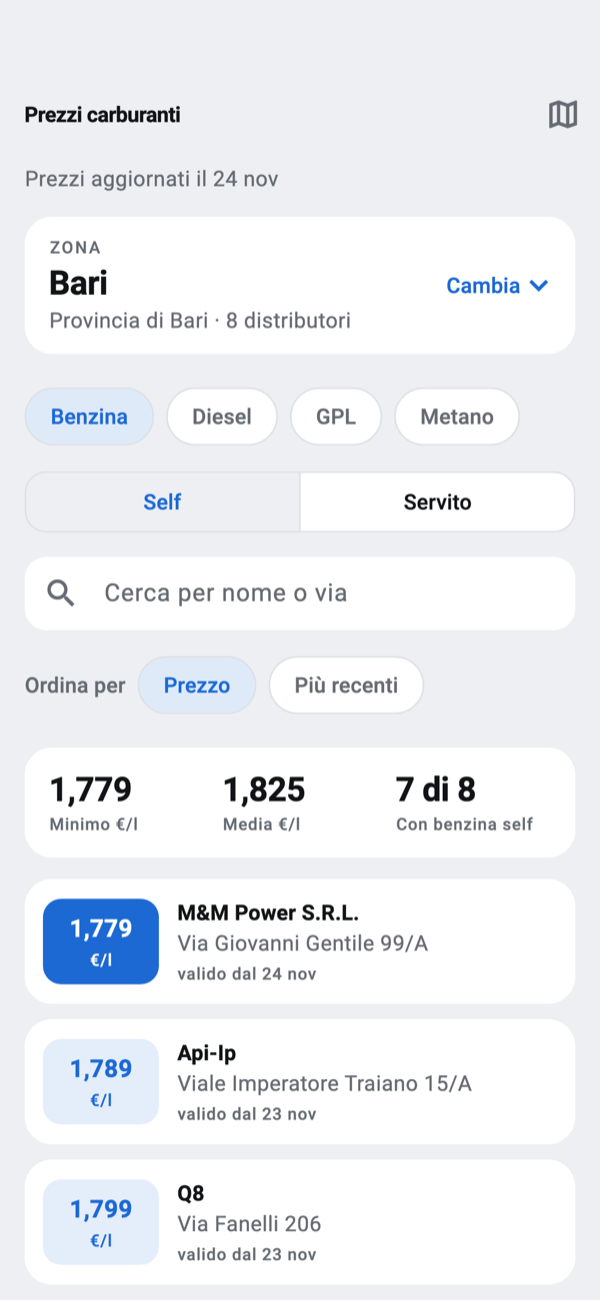 Prezzi carburanti
Prezzi aggiornati il 24 nov
ZONA
Bari
Cambia
Provincia di Bari · 8 distributori
Benzina
Diesel
GPL
Metano
Self
Servito
Cerca per nome o via
Ordina per
Prezzo
Più recenti
1,779
Minimo €/l
1,825
Media €/l
7 di 8
Con benzina self
1,779
€/l
M&M Power S.R.L.
Via Giovanni Gentile 99/A
valido dal 24 nov
1,789
€/l
Api-Ip
Viale Imperatore Traiano 15/A
valido dal 23 nov
1,799
€/l
Q8
Via Fanelli 206
valido dal 23 nov